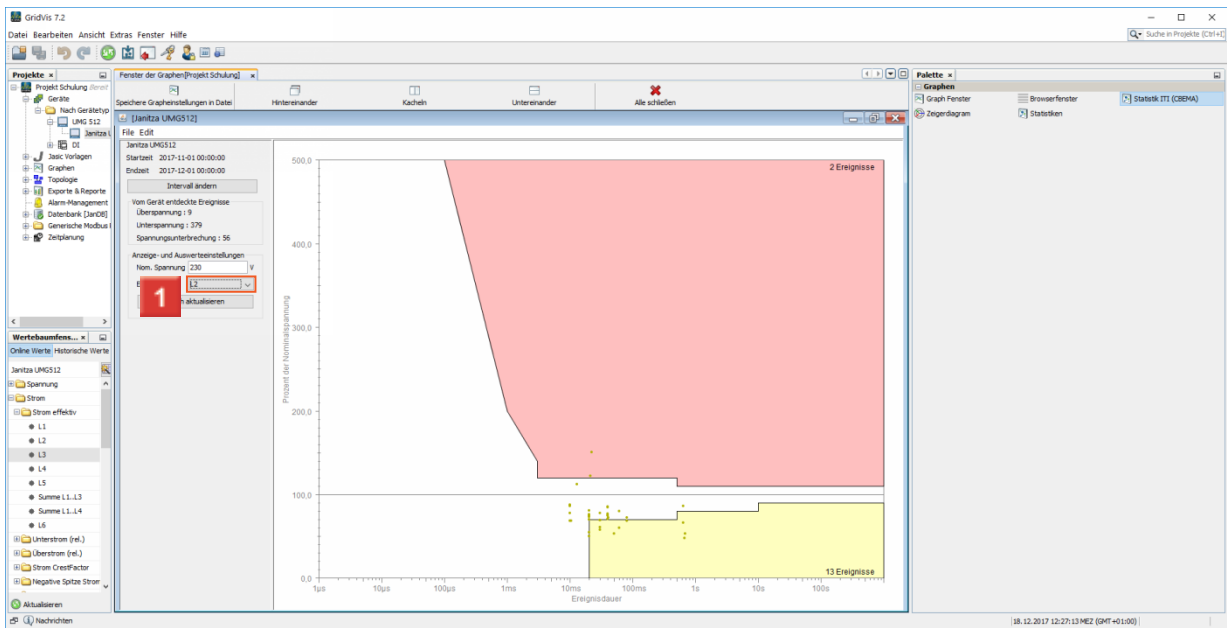 GridVis 7.2
Datei Bearbeiten Ansicht Extras Fenster Hilfe
Suche in Projekte (Ctrl+I)
Projekte
Projekt Schulung Bereit
Geräte
Nach Gerätetyp
UMG 512
Janitza U
DI
Jasic Vorlagen
Graphen
Topologie
Exporte & Reporte
Alarm-Management
Datenbank [JanDB]
Generische Modbus
Zeitplanung
Wertebaumfens...
Online Werte Historische Werte
Janitza UMG512
Spannung
Strom
Strom effektiv
L1
L2
L3
L4
L5
Summe L1..L3
Summe L1..L4
L6
Unterstrom (rel.)
Überstrom (rel.)
Strom CrestFactor
Negative Spitze Strom
Aktualisieren
Nachrichten
Fenster der Graphen[Projekt Schulung]
Speichere Grapheinstellungen in Datei
Hintereinander
Kacheln
Untereinander
Alle schließen
[Janitza UMG512]
File Edit
Janitza UMG512
Startzeit 2017-11-01 00:00:00
Endzeit 2017-12-01 00:00:00
Intervall ändern
Vom Gerät entdeckte Ereignisse
Überspannung : 9
Unterspannung : 379
Spannungsunterbrechung : 56
Anzeige- und Auswerteeinstellungen
Nom. Spannung 230 V
E L2
1
aktualisieren
2 Ereignisse
500,0
400,0
300,0
200,0
100,0
0,0
Prozent der Nominalspannung
13 Ereignisse
1µs 10µs 100µs 1ms 10ms 100ms 1s 10s 100s
Ereignisdauer
Palette
Graphen
Graph Fenster
Browserfenster
Statistik ITI (CBEMA)
Zeigerdiagram
Statistiken
18.12.2017 12:27:13 MEZ (GMT+01:00)